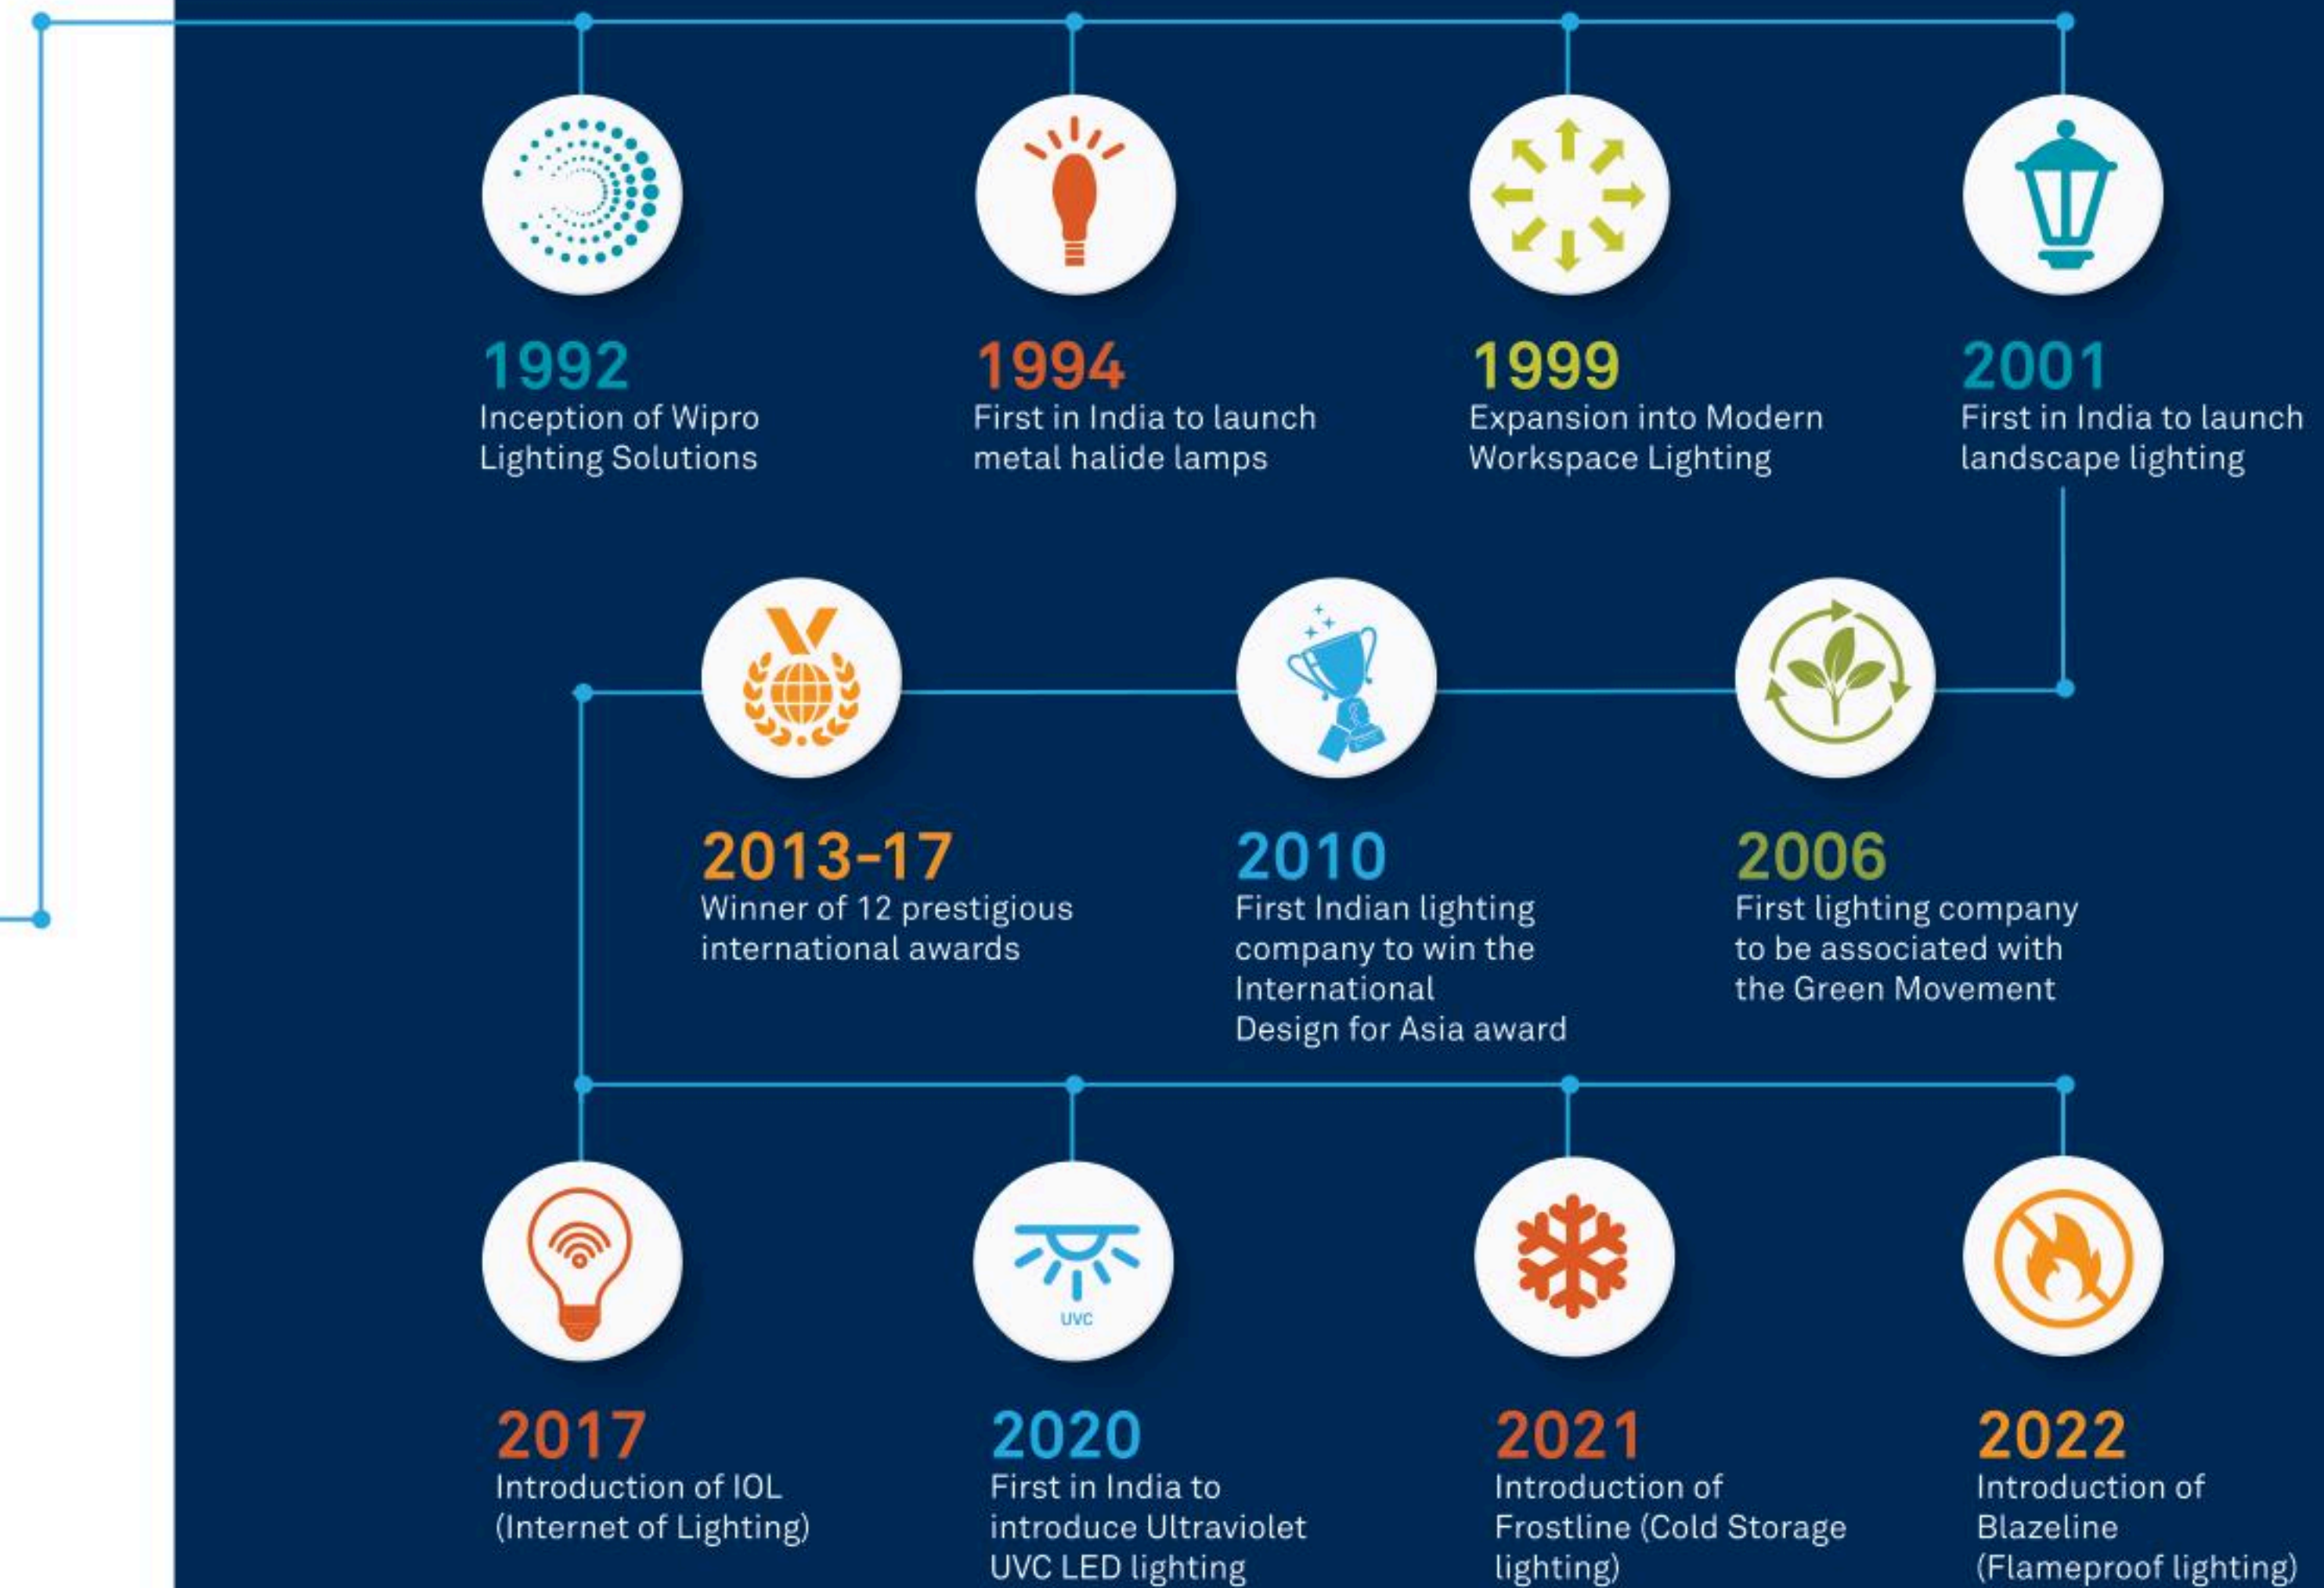 1992
Inception of Wipro
Lighting Solutions
1994
First in India to launch
metal halide lamps
1999
Expansion into Modern
Workspace Lighting
2001
First in India to launch
landscape lighting
2013-17
Winner of 12 prestigious
international awards
2010
First Indian lighting
company to win the
International
Design for Asia award
2006
First lighting company
to be associated with
the Green Movement
2017
Introduction of IOL
(Internet of Lighting)
UVC
2020
First in India to
introduce Ultraviolet
UVC LED lighting
2021
Introduction of
Frostline (Cold Storage
lighting)
2022
Introduction of
Blazeline
(Flameproof lighting)